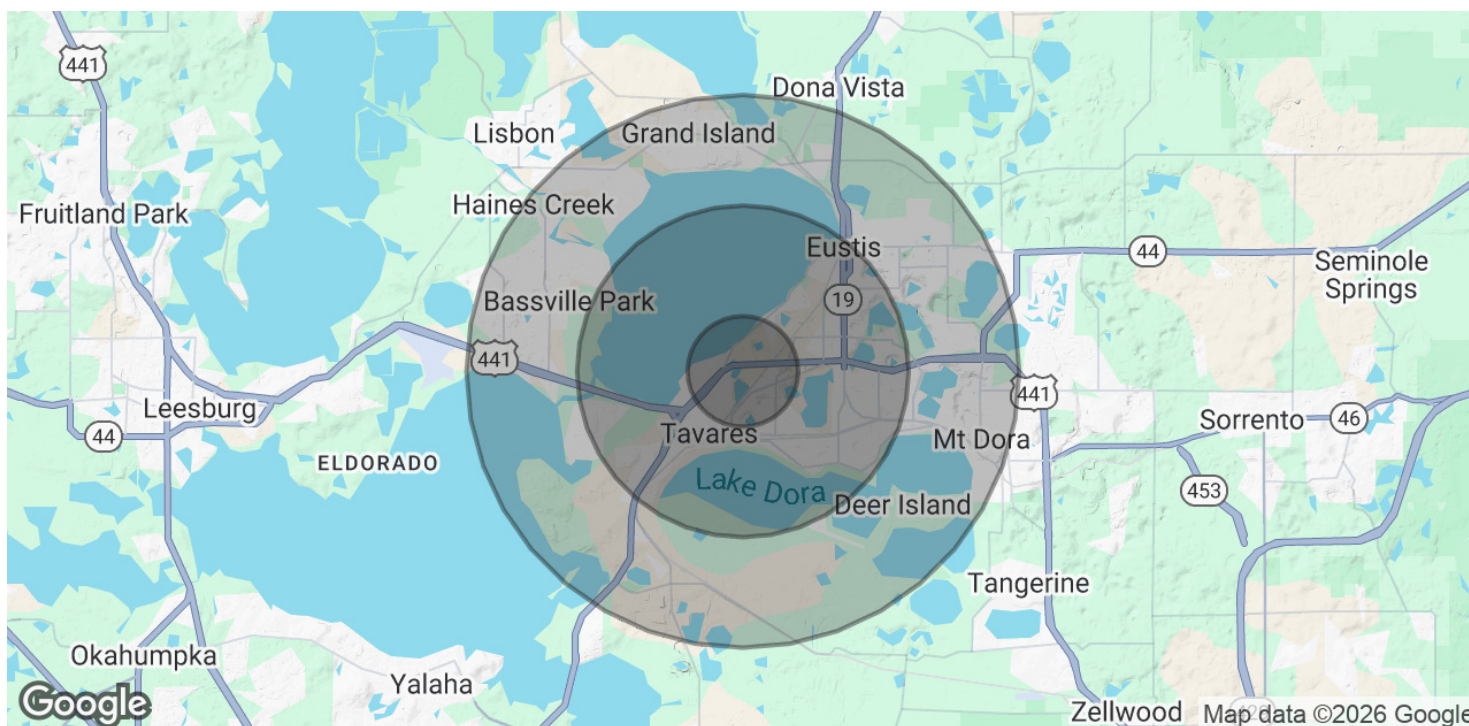 441
Dona Vista
Lisbon
Grand Island
Fruitland Park
Haines Creek
Eustis
44
Seminole
Springs
Bassville Park
19
441
441
Leesburg
44
Tavares
Mt Dora
Sorrento
46
ELDORADO
Lake Dora
Deer Island
453
Tangerine
Okahumpka
Yalaha
Google
Zellwood
Map data ©2026 Google